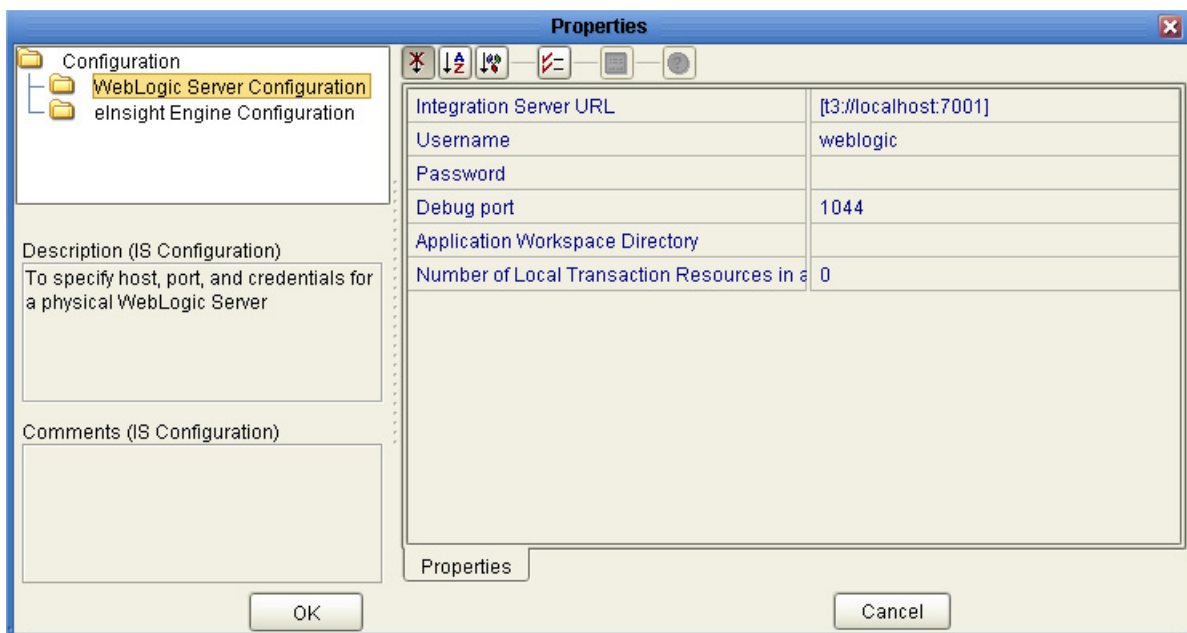 Properties
Configuration
WebLogic Server Configuration
eInsight Engine Configuration
Description (IS Configuration)
To specify host, port, and credentials for
a physical WebLogic Server
Comments (IS Configuration)
Integration Server URL [t3://localhost:7001]
Username weblogic
Password
Debug port 1044
Application Workspace Directory
Number of Local Transaction Resources in a 0
Properties
OK Cancel